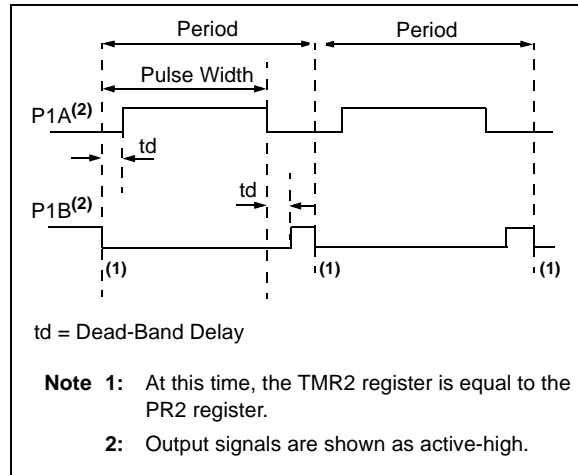 Period Period
Pulse Width
P1A(2)
td
td
P1B(2)
(1) (1) (1)
td = Dead-Band Delay
Note 1: At this time, the TMR2 register is equal to the
PR2 register.
2: Output signals are shown as active-high.